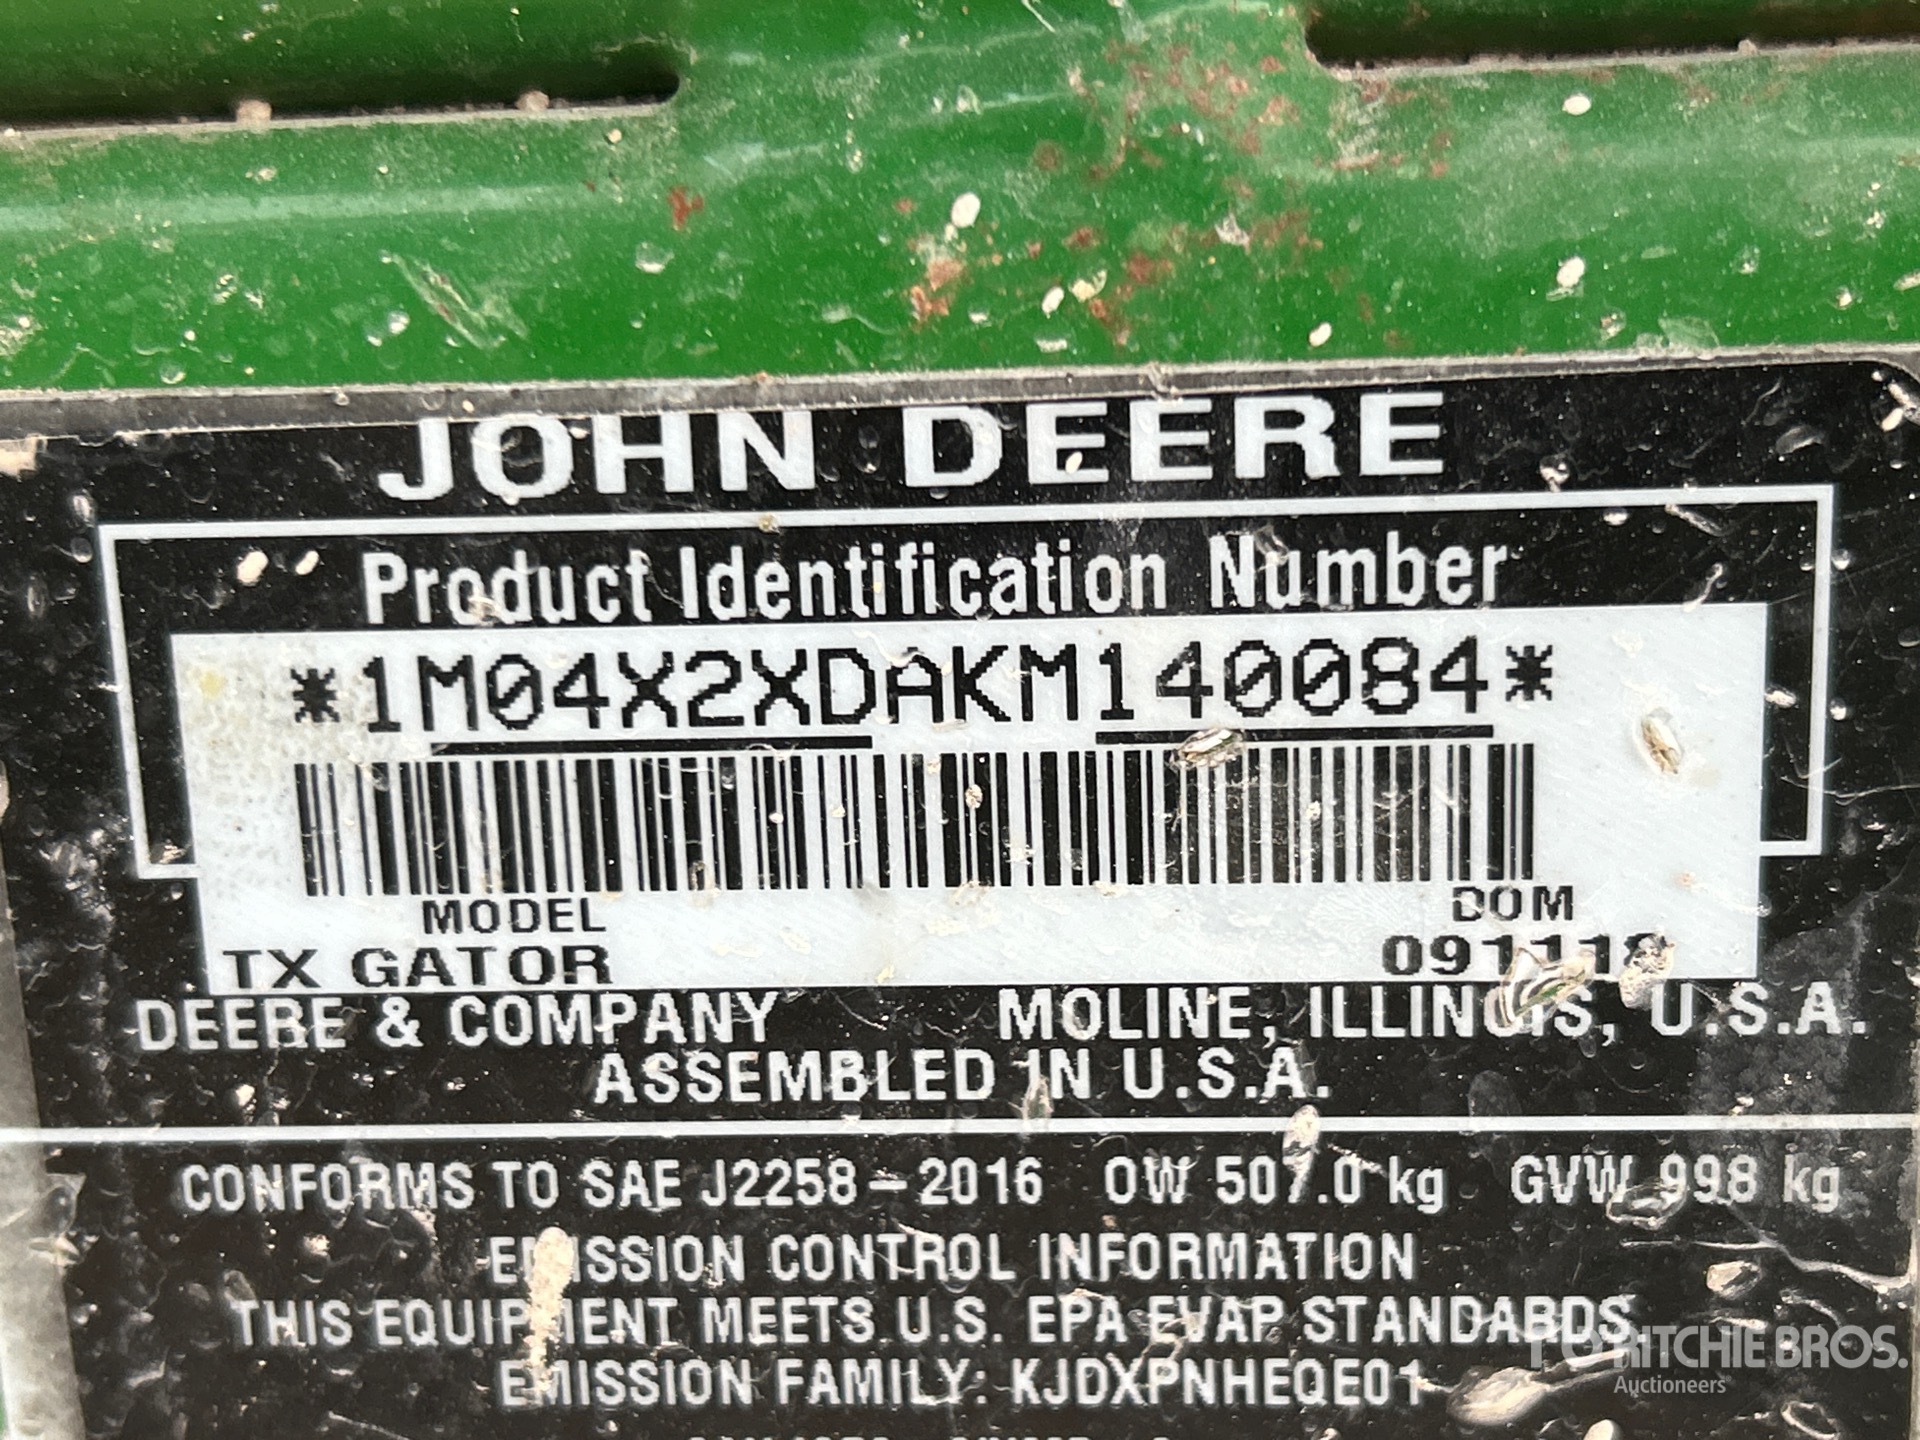 JOHN DEERE
Product Identification Number
*1M04X2XDAKM140084*
MODEL DOM
TX GATOR 091118
DEERE & COMPANY MOLINE, ILLINOIS, U.S.A.
ASSEMBLED IN U.S.A.
CONFORMS TO SAE J2258-2016 OW 507.0 kg GVW 998 kg
EMISSION CONTROL INFORMATION
THIS EQUIPMENT MEETS U.S. EPA EVAP STANDARDS
EMISSION FAMILY: KJDXPNHEQE01
RITCHIE BROS.
Auctioneers